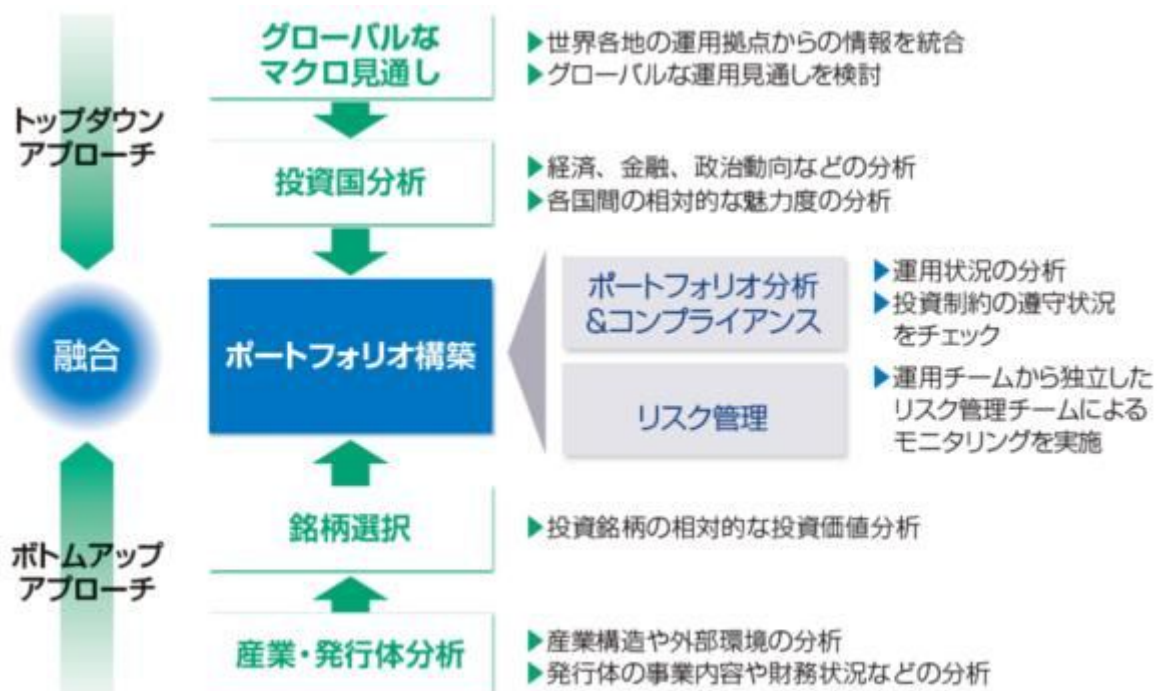 グローバルな
マクロ見通し
▶世界各地の運用拠点からの情報を統合
▶グローバルな運用見通しを検討
トップダウン
アプローチ
投資国分析
▶経済、金融、政治動向などの分析
▶各国間の相対的な魅力度の分析
融合
ポートフォリオ構築
ポートフォリオ分析
&コンプライアンス
▶運用状況の分析
▶投資制約の遵守状況
をチェック
リスク管理
▶運用チームから独立した
リスク管理チームによる
モニタリングを実施
銘柄選択
▶投資銘柄の相対的な投資価値分析
ボトムアップ
アプローチ
産業・発行体分析
▶産業構造や外部環境の分析
▶発行体の事業内容や財務状況などの分析